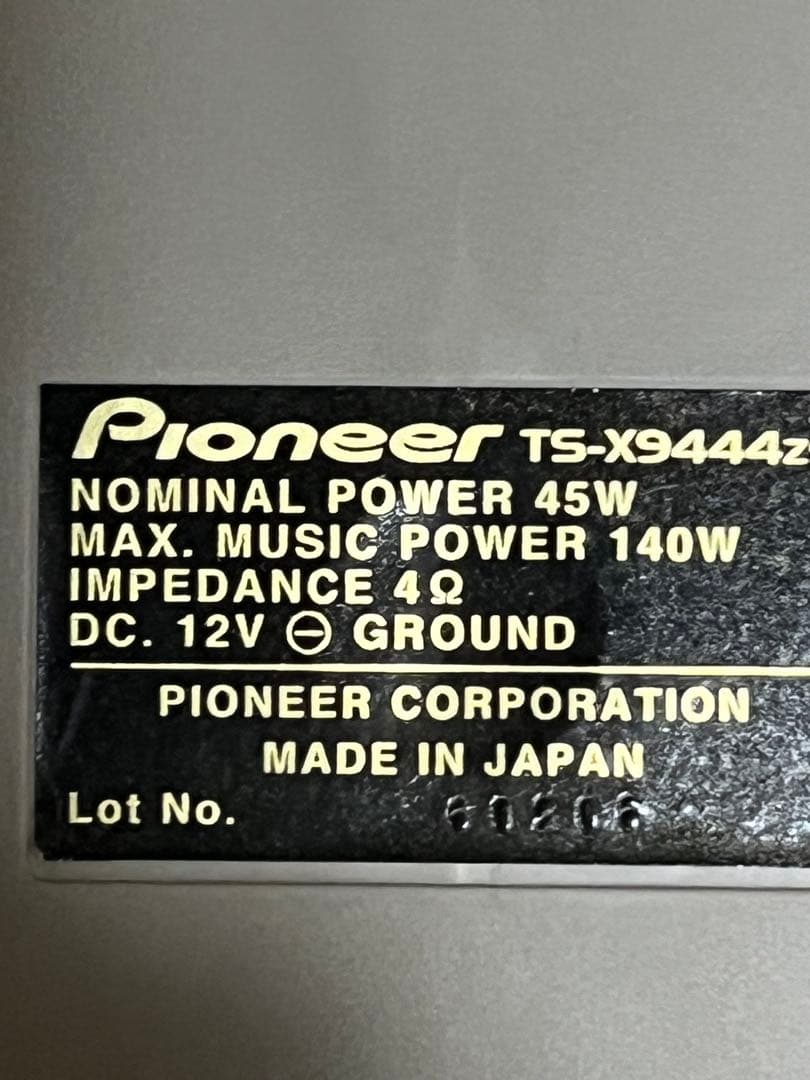 Pioneer TS-X9444z
NOMINAL POWER 45W
MAX. MUSIC POWER 140W
IMPEDANCE 4Ω
DC. 12V ⊖ GROUND
PIONEER CORPORATION
MADE IN JAPAN
Lot No.